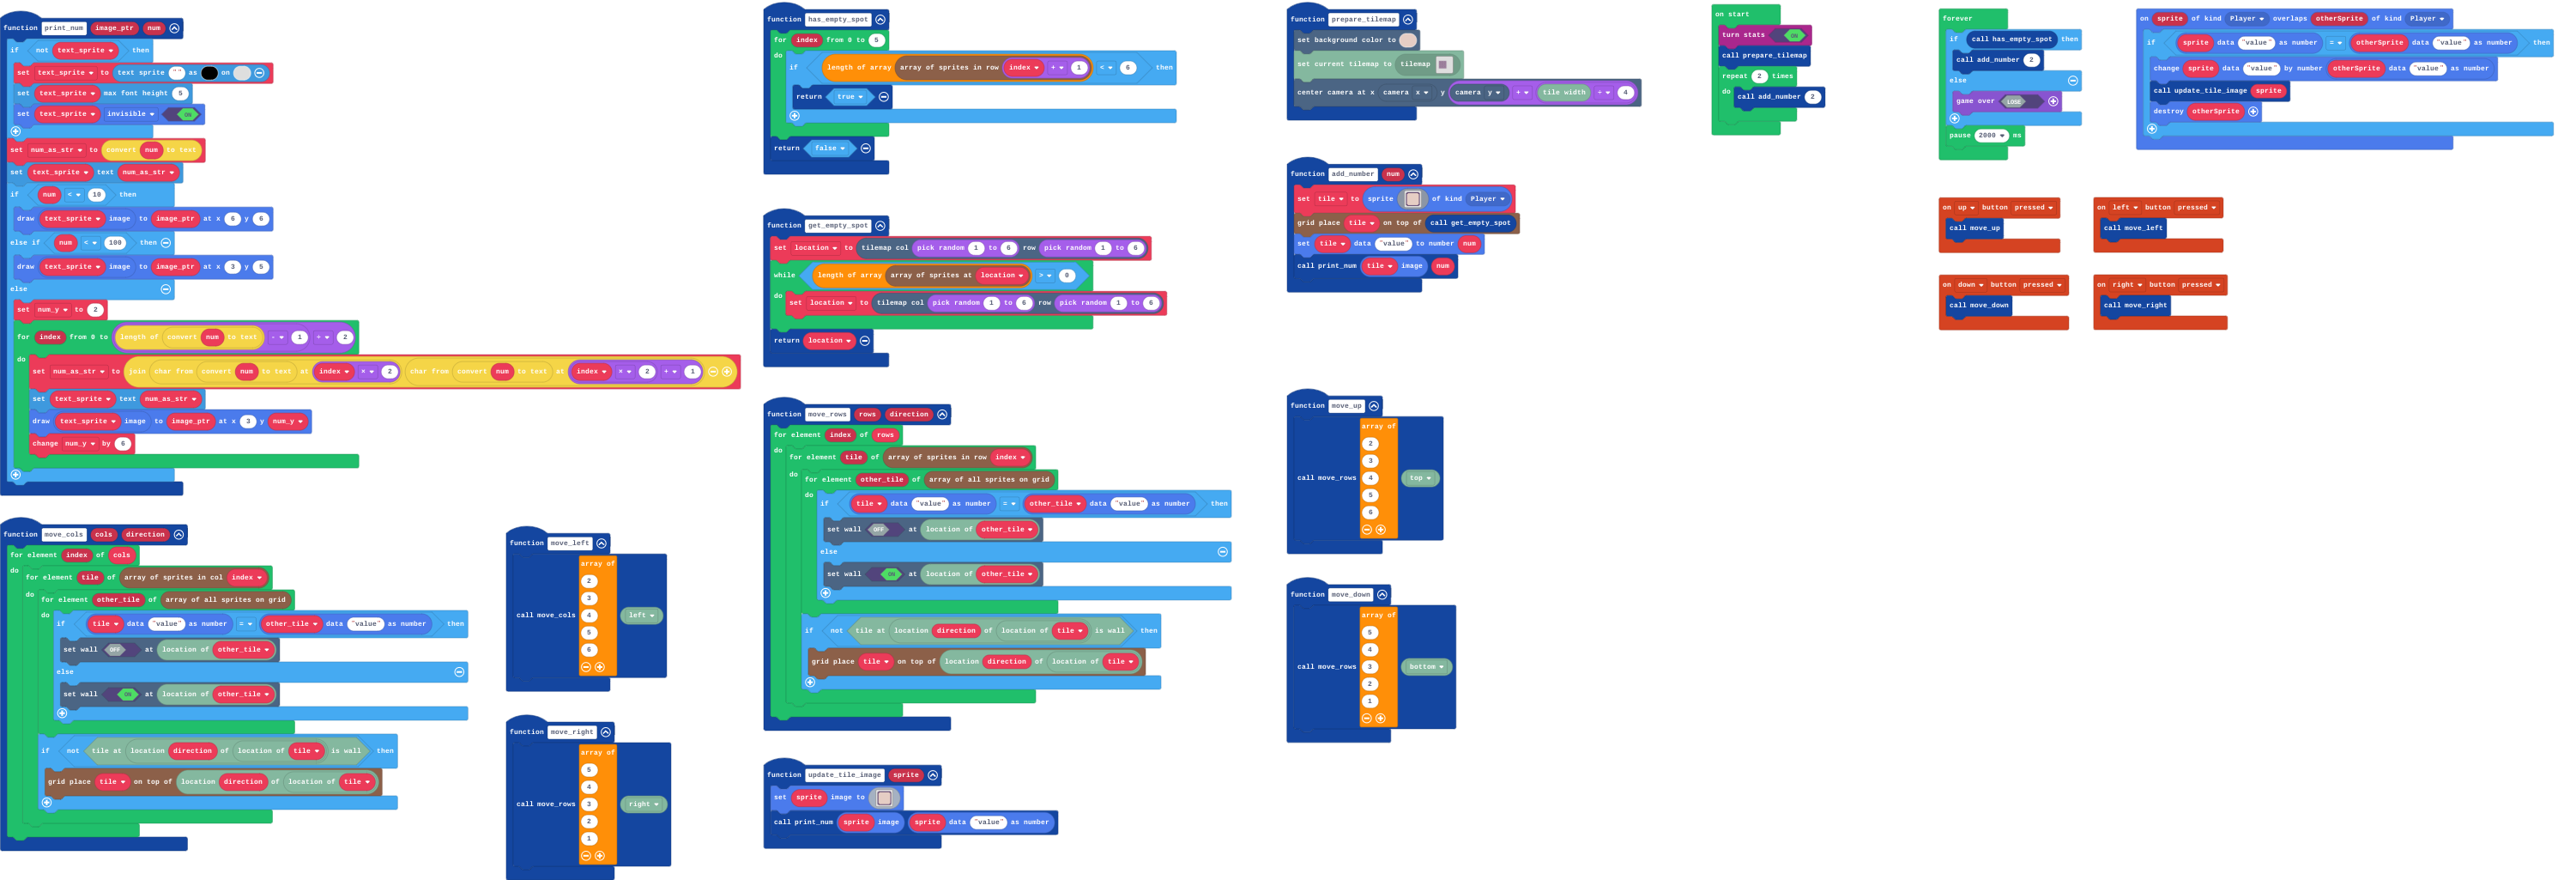 function print_num image_ptr num
if not text_sprite then
set text_sprite to text sprite "" as on
set text_sprite max font height 5
set text_sprite invisible ON
set num_as_str to convert num to text
set text_sprite text num_as_str
if num < 10 then
draw text_sprite image to image_ptr at x 6 y 6
else if num < 100 then
draw text_sprite image to image_ptr at x 3 y 5
else
set num_y to 2
for index from 0 to length of convert num to text - 1 ÷ 2
do
set num_as_str to join char from convert num to text at index × 2 char from convert num to text at index × 2 + 1
set text_sprite text num_as_str
draw text_sprite image to image_ptr at x 3 y num_y
change num_y by 6
function move_cols cols direction
for element index of cols
do
for element tile of array of sprites in col index
do
for element other_tile of array of all sprites on grid
do
if tile data "value" as number = other_tile data "value" as number then
set wall OFF at location of other_tile
else
set wall ON at location of other_tile
if not tile at location direction of location of tile is wall then
grid place tile on top of location direction of location of tile
function move_left
call move_cols array of 2 3 4 5 6 left
function move_right
call move_rows array of 5 4 3 2 1 right
function has_empty_spot
for index from 0 to 5
do
if length of array array of sprites in row index + 1 < 6 then
return true
return false
function get_empty_spot
set location to tilemap col pick random 1 to 6 row pick random 1 to 6
while length of array array of sprites at location > 0
do
set location to tilemap col pick random 1 to 6 row pick random 1 to 6
return location
function move_rows rows direction
for element index of rows
do
for element tile of array of sprites in row index
do
for element other_tile of array of all sprites on grid
do
if tile data "value" as number = other_tile data "value" as number then
set wall OFF at location of other_tile
else
set wall ON at location of other_tile
if not tile at location direction of location of tile is wall then
grid place tile on top of location direction of location of tile
function update_tile_image sprite
set sprite image to
call print_num sprite image sprite data "value" as number
function prepare_tilemap
set background color to
set current tilemap to tilemap
center camera at x camera x y camera y + tile width ÷ 4
function add_number num
set tile to sprite of kind Player
grid place tile on top of call get_empty_spot
set tile data "value" to number num
call print_num tile image num
function move_up
call move_rows array of 2 3 4 5 6 top
function move_down
call move_rows array of 5 4 3 2 1 bottom
on start
turn stats ON
call prepare_tilemap
repeat 2 times
do
call add_number 2
forever
if call has_empty_spot then
call add_number 2
else
game over LOSE
pause 2000 ms
on sprite of kind Player overlaps otherSprite of kind Player
if sprite data "value" as number = otherSprite data "value" as number then
change sprite data "value" by number otherSprite data "value" as number
call update_tile_image sprite
destroy otherSprite
on up button pressed
call move_up
on left button pressed
call move_left
on down button pressed
call move_down
on right button pressed
call move_right